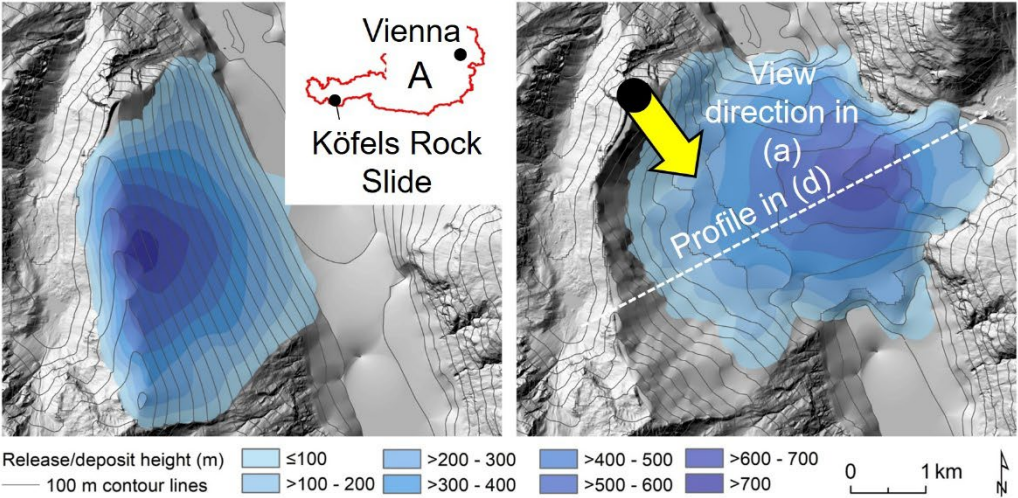 Vienna
A
Köfels Rock
Slide
View
direction in
(a)
Profile in (d)
Release/deposit height (m)
100 m contour lines
≤100
>100 - 200
>200 - 300
>300 - 400
>400 - 500
>500 - 600
>600 - 700
>700
0 1 km
N